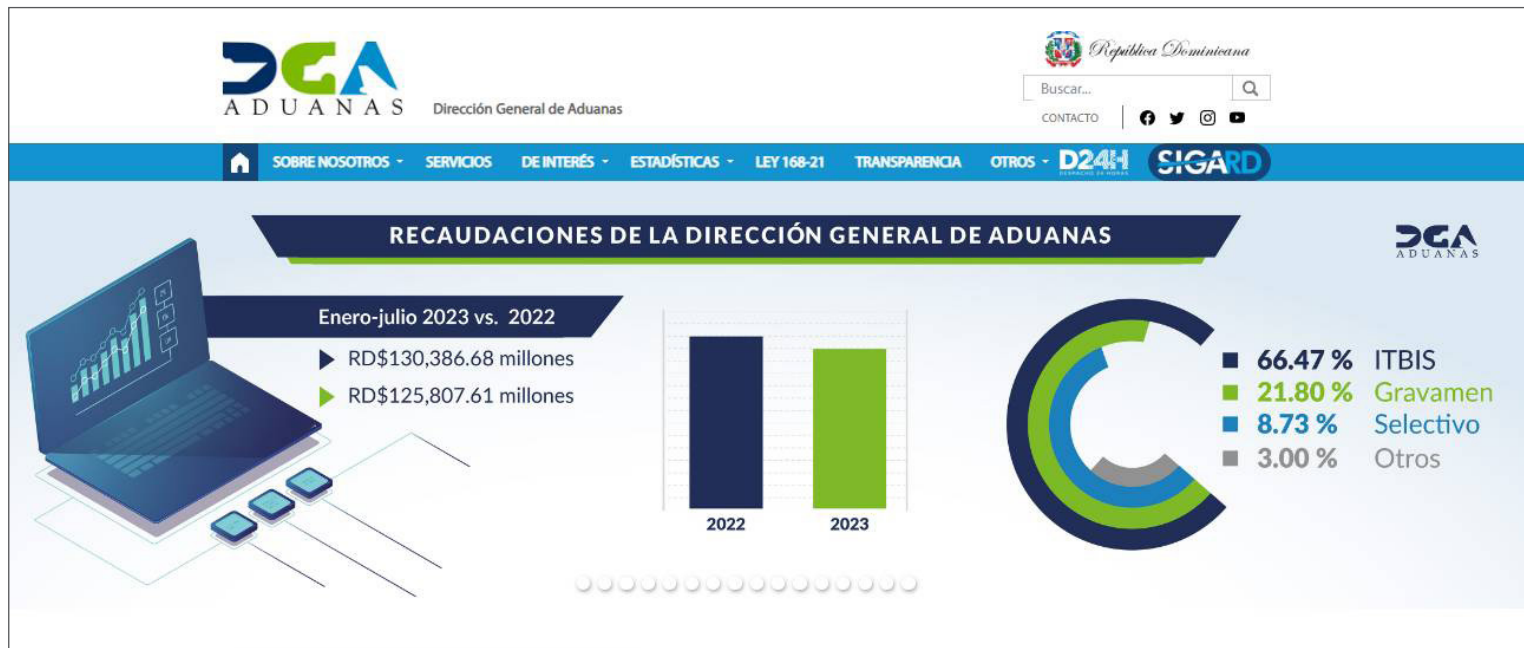 DGA
ADUANAS
Dirección General de Aduanas
República Dominicana
Buscar...
CONTACTO
SOBRE NOSOTROS
SERVICIOS
DE INTERÉS
ESTADÍSTICAS
LEY 168-21
TRANSPARENCIA
OTROS
D24H
DESPACHO 24 HORAS
SIGARD
RECAUDACIONES DE LA DIRECCIÓN GENERAL DE ADUANAS
DGA
ADUANAS
Enero-julio 2023 vs. 2022
RD$130,386.68 millones
RD$125,807.61 millones
2022
2023
66.47 % ITBIS
21.80 % Gravamen
8.73 % Selectivo
3.00 % Otros